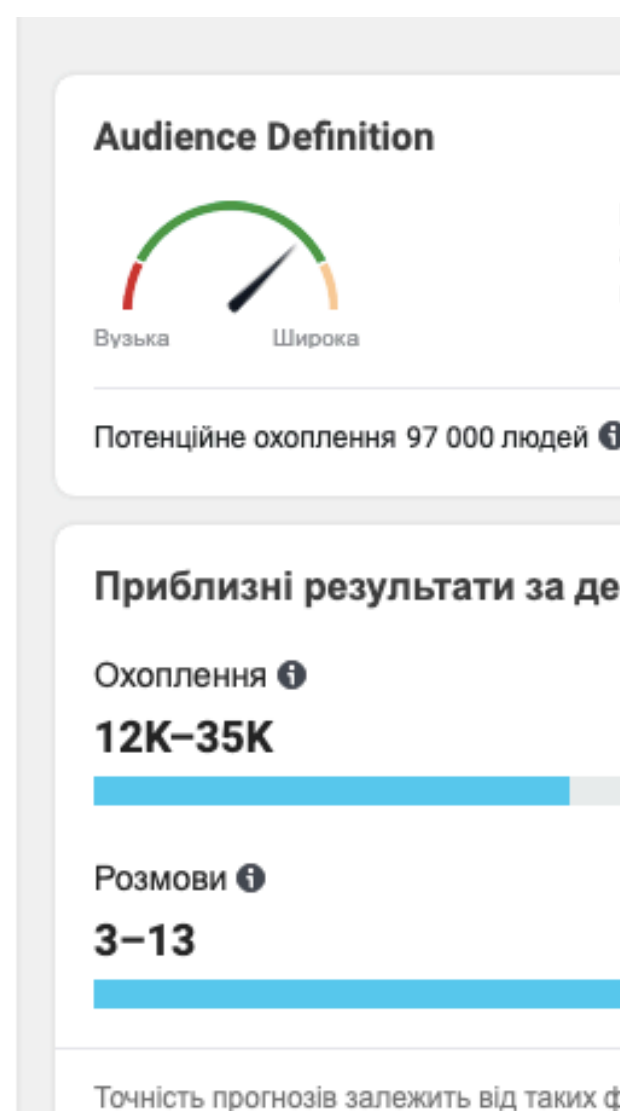 Audience Definition
Вузька
Широка
Потенційне охоплення 97 000 людей
Приблизні результати за де
Охоплення
12K–35K
Розмови
3–13
Точність прогнозів залежить від таких ф